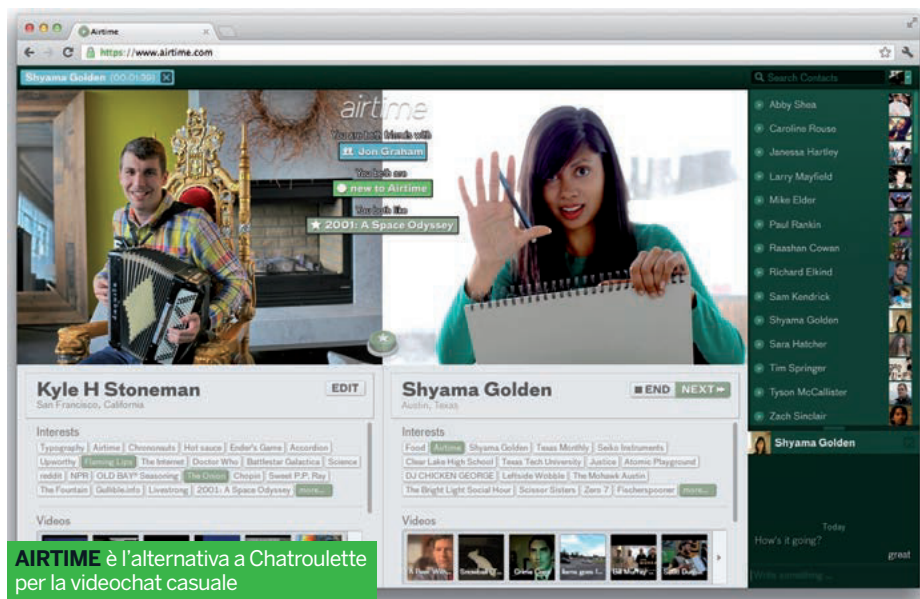 Airtime
https://www.airtime.com
Shyama Golden (00:01:39)
Search Contacts
airtime
You are both friends with
Jon Graham
You both are
new to Airtime
You both like
2001: A Space Odyssey
Abby Shea
Caroline Rouse
Janessa Hartley
Larry Mayfield
Mike Elder
Paul Rankin
Raashan Cowan
Richard Elkind
Sam Kendrick
Shyama Golden
Sara Hatcher
Tim Springer
Tyson McCallister
Zach Sinclair
Kyle H Stoneman
EDIT
San Francisco, California
Interests
Typography Airtime Chrononauts Hot sauce Ender's Game Accordion
Upworthy Flaming Lips The Internet Doctor Who Battlestar Galactica Science
reddit NPR OLD BAY® Seasoning The Onion Chopin Sweet P.P. Ray
The Fountain Gullible.info Livestrong 2001: A Space Odyssey more...
Videos
Shyama Golden
END NEXT
Austin, Texas
Interests
Food Airtime Shyama Golden Texas Monthly Seiko Instruments
Clear Lake High School Texas Tech University Justice Atomic Playground
DJ CHICKEN GEORGE Leftside Wobble The Mohawk Austin
The Bright Light Social Hour Scissor Sisters Zero 7 Fischerspooner more...
Videos
Shyama Golden
Today
How's it going?
great
Write something ...
AIRTIME è l'alternativa a Chatroulette
per la videochat casuale